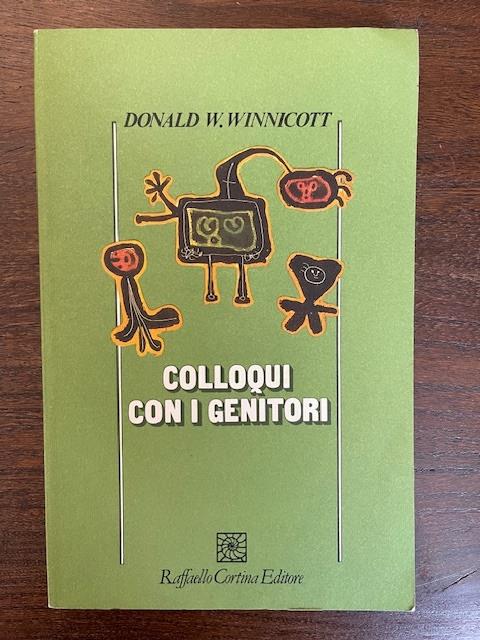 DONALD W. WINNICOTT
COLLOQUI
CON I GENITORI
Raffaello Cortina Editore